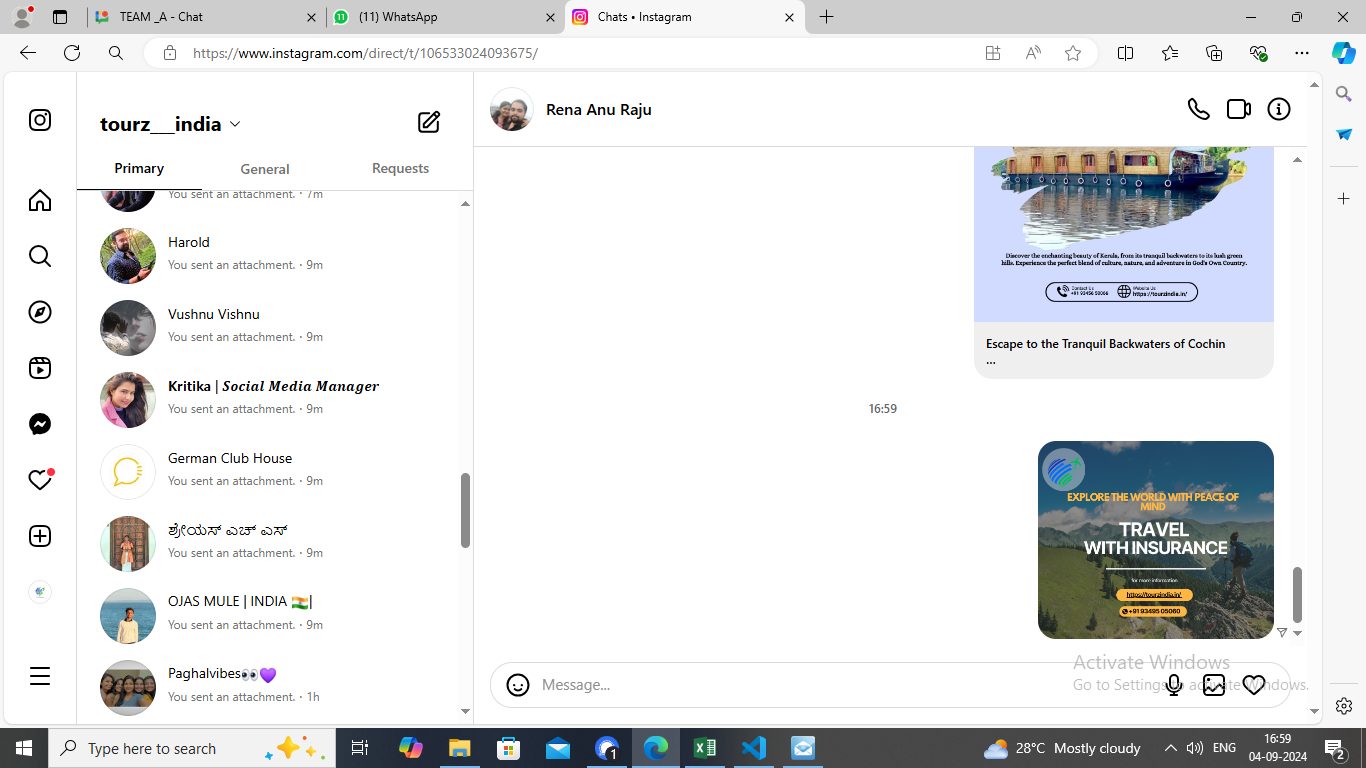 TEAM _A - Chat
(11) WhatsApp
Chats • Instagram
https://www.instagram.com/direct/t/106533024093675/
tourz___india
Primary
General
Requests
You sent an attachment. · 7m
Harold
You sent an attachment. · 9m
Vushnu Vishnu
You sent an attachment. · 9m
Kritika | 𝑺𝒐𝒄𝒊𝒂𝒍 𝑴𝒆𝒅𝒊𝒂 𝑴𝒂𝒏𝒂𝒈𝒆𝒓
You sent an attachment. · 9m
German Club House
You sent an attachment. · 9m
ಶ್ರೇಯಸ್ ಎಚ್ ಎಸ್
You sent an attachment. · 9m
OJAS MULE | INDIA 🇮🇳|
You sent an attachment. · 9m
Paghalvibes👀💜
You sent an attachment. · 1h
Rena Anu Raju
Discover the enchanting beauty of Kerala, from its tranquil backwaters to its lush green
hills. Experience the perfect blend of culture, nature, and adventure in God's Own Country.
Contact Us
Website Us
https://tourzindia.in/
Escape to the Tranquil Backwaters of Cochin
...
16:59
EXPLORE THE WORLD WITH PEACE OF
MIND
TRAVEL
WITH INSURANCE
for more information
https://tourzindia.in/
+91 93495 05060
Message...
Activate Windows
Go to Settings to activate Windows.
Type here to search
1
28°C Mostly cloudy
ENG
16:59
04-09-2024
2